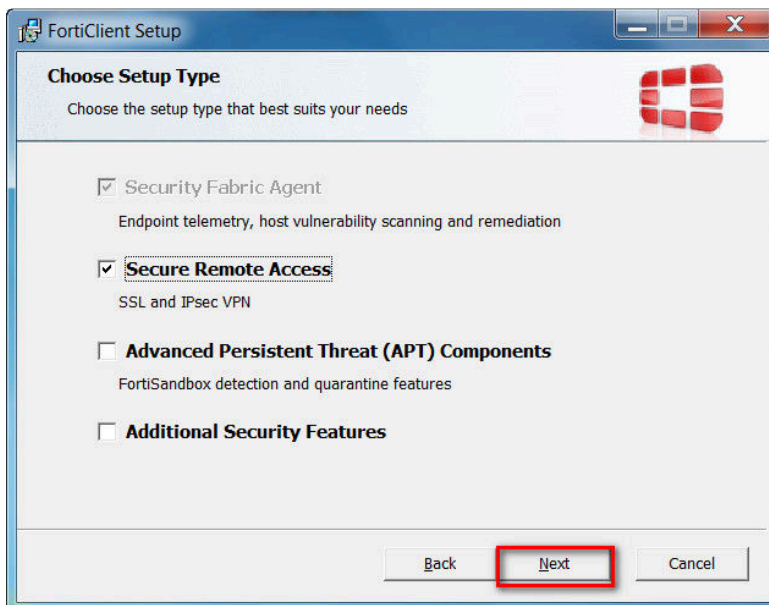 FortiClient Setup
Choose Setup Type
Choose the setup type that best suits your needs
Security Fabric Agent
Endpoint telemetry, host vulnerability scanning and remediation
Secure Remote Access
SSL and IPsec VPN
Advanced Persistent Threat (APT) Components
FortiSandbox detection and quarantine features
Additional Security Features
Back Next Cancel